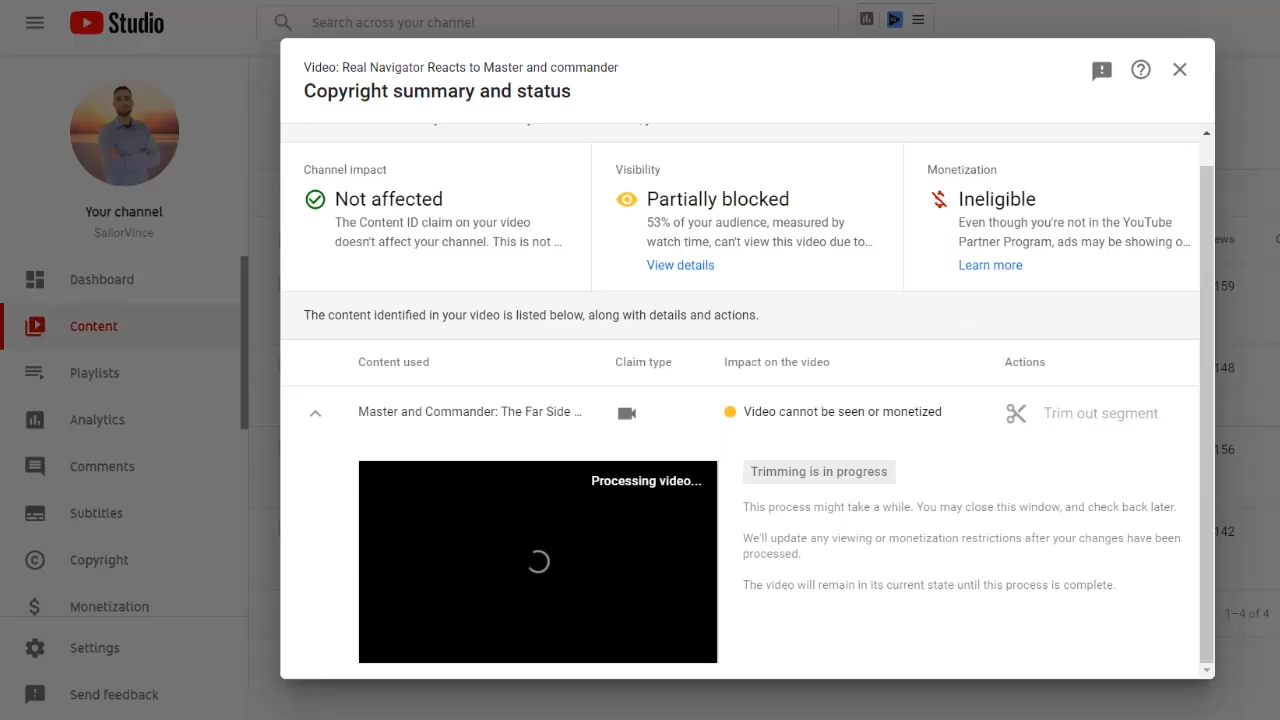 Studio
Search across your channel
Video: Real Navigator Reacts to Master and commander
Copyright summary and status
Your channel
SailorVince
Dashboard
Content
Playlists
Analytics
Comments
Subtitles
Copyright
Monetization
Settings
Send feedback
Channel impact
Not affected
The Content ID claim on your video
doesn't affect your channel. This is not ...
Visibility
Partially blocked
53% of your audience, measured by
watch time, can't view this video due to...
View details
Monetization
Ineligible
Even though you're not in the YouTube
Partner Program, ads may be showing o...
Learn more
The content identified in your video is listed below, along with details and actions.
Content used
Claim type
Impact on the video
Actions
Master and Commander: The Far Side ...
Video cannot be seen or monetized
Trim out segment
Processing video...
Trimming is in progress
This process might take a while. You may close this window, and check back later.
We'll update any viewing or monetization restrictions after your changes have been
processed.
The video will remain in its current state until this process is complete.
ews
159
148
156
142
1–4 of 4